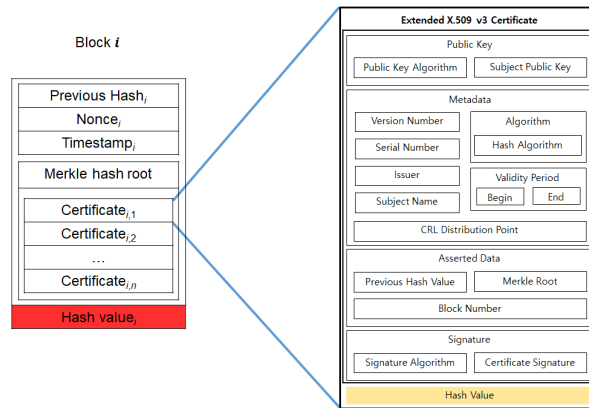 Block i
Previous Hashi
Noncei
Timestampi
Merkle hash root
Certificatei,1
Certificatei,2
...
Certificatei,n
Hash valuei
Extended X.509 v3 Certificate
Public Key
Public Key Algorithm
Subject Public Key
Metadata
Version Number
Serial Number
Issuer
Subject Name
Algorithm
Hash Algorithm
Validity Period
Begin
End
CRL Distribution Point
Asserted Data
Previous Hash Value
Merkle Root
Block Number
Signature
Signature Algorithm
Certificate Signature
Hash Value